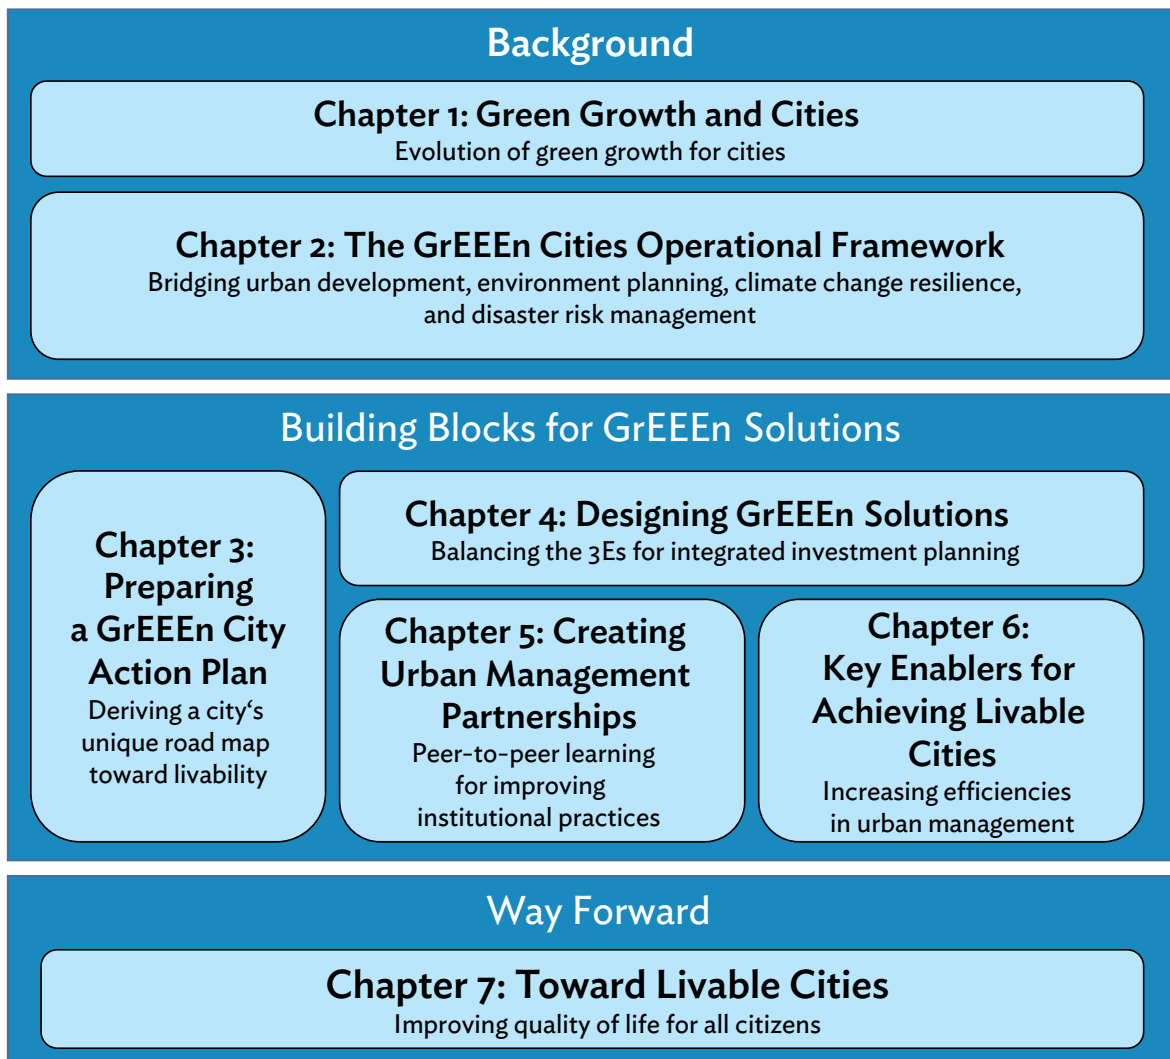 Background
Chapter 1: Green Growth and Cities
Evolution of green growth for cities
Chapter 2: The GrEEEn Cities Operational Framework
Bridging urban development, environment planning, climate change resilience,
and disaster risk management
Building Blocks for GrEEEn Solutions
Chapter 3:
Preparing
a GrEEEn City
Action Plan
Deriving a city‘s
unique road map
toward livability
Chapter 4: Designing GrEEEn Solutions
Balancing the 3Es for integrated investment planning
Chapter 5: Creating
Urban Management
Partnerships
Peer-to-peer learning
for improving
institutional practices
Chapter 6:
Key Enablers for
Achieving Livable
Cities
Increasing efficiencies
in urban management
Way Forward
Chapter 7: Toward Livable Cities
Improving quality of life for all citizens